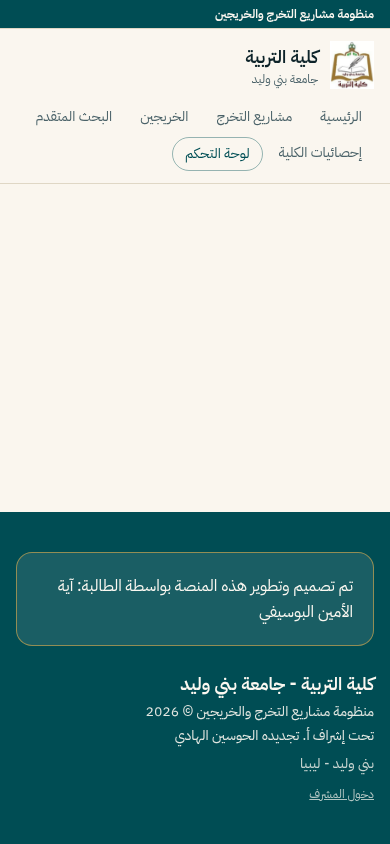 منظومة مشاريع التخرج والخريجين
كلية التربية
جامعة بني وليد
الرئيسية
مشاريع التخرج
الخريجين
البحث المتقدم
إحصائيات الكلية
لوحة التحكم
تم تصميم وتطوير هذه المنصة بواسطة الطالبة: آية
الأمين البوسيفي
كلية التربية - جامعة بني وليد
منظومة مشاريع التخرج والخريجين © 2026
تحت إشراف أ. تجديده الحوسين الهادي
بني وليد - ليبيا
دخول المشرف